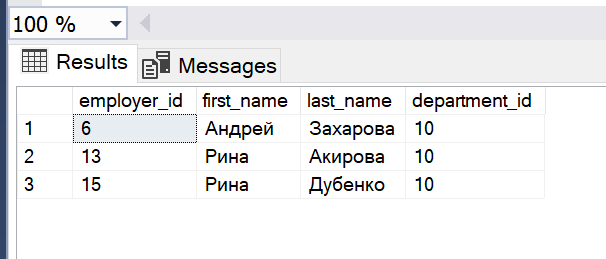 100 %
Results Messages
employer_id first_name last_name department_id
1 6 Андрей Захарова 10
2 13 Рина Акирова 10
3 15 Рина Дубенко 10